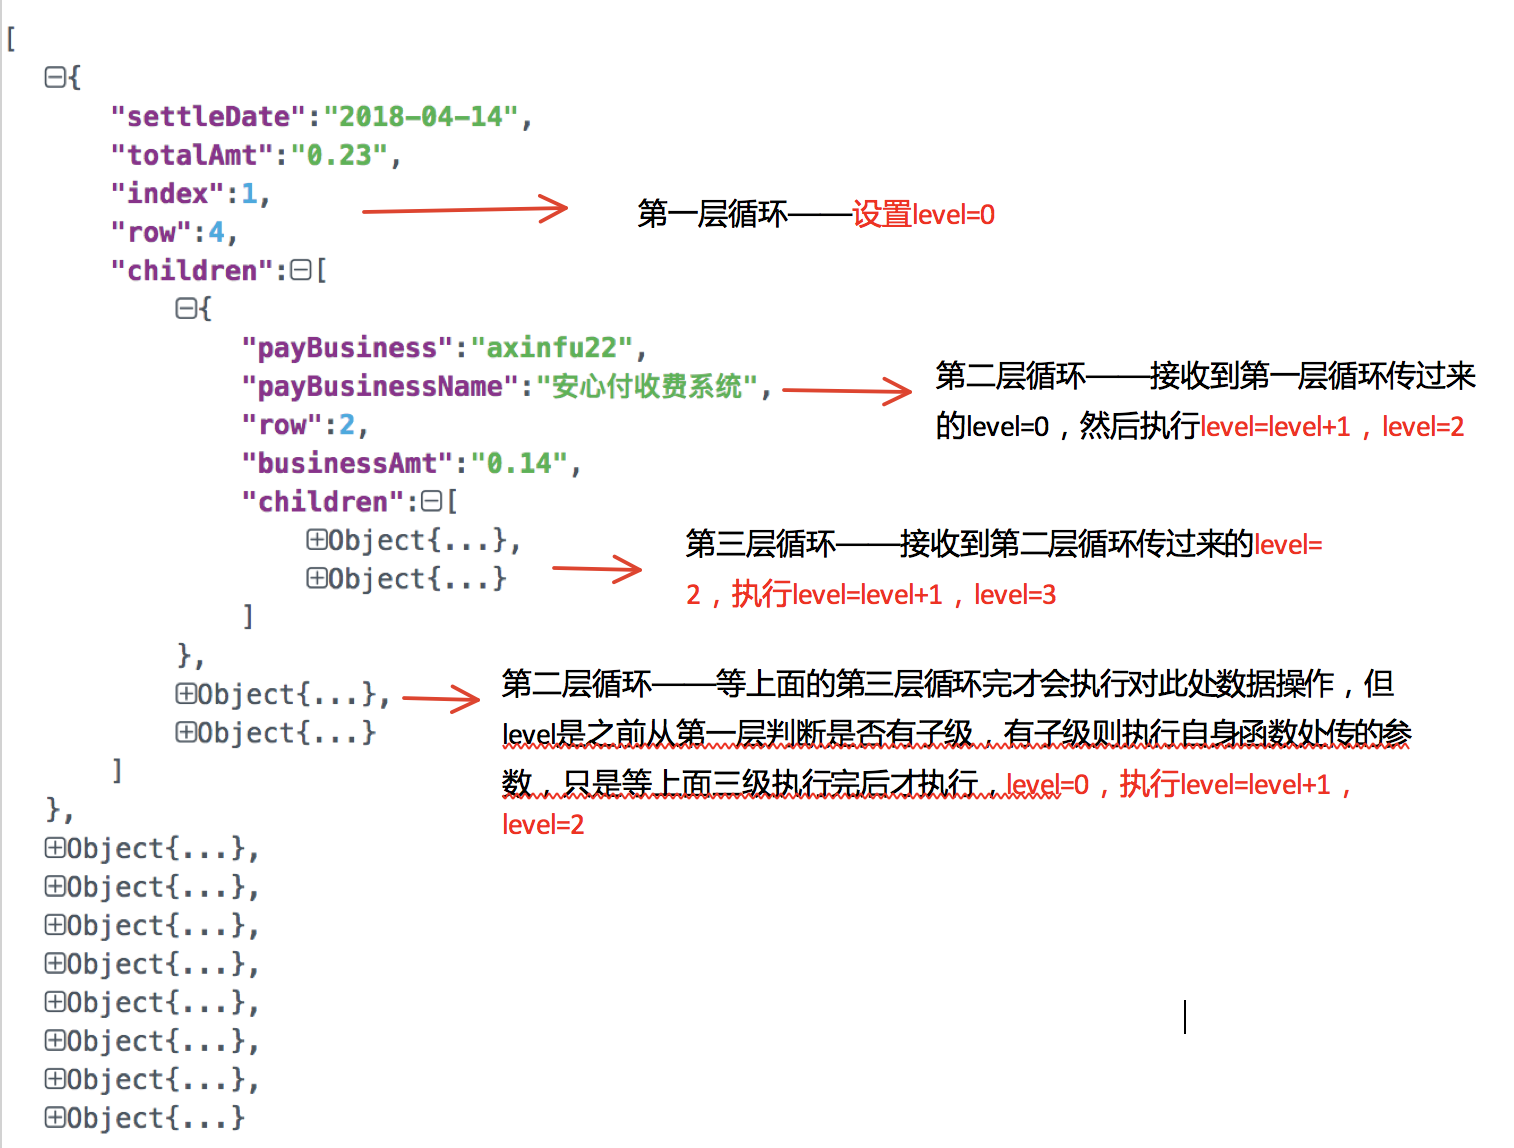 [
{
"settleDate":"2018-04-14",
"totalAmt":"0.23",
"index":1,
"row":4,
"children":[
第一层循环——设置level=0
{
"payBusiness":"axinfu22",
"payBusinessName":"安心付收费系统",
"row":2,
"businessAmt":"0.14",
"children":[
第二层循环——接收到第一层循环传过来
的level=0，然后执行level=level+1，level=2
Object{...},
Object{...}
]
第三层循环——接收到第二层循环传过来的level=
2，执行level=level+1，level=3
},
Object{...},
Object{...}
]
第二层循环——等上面的第三层循环完才会执行对此处数据操作，但
level是之前从第一层判断是否有子级，有子级则执行自身函数处传的参
数，只是等上面三级执行完后才执行，level=0，执行level=level+1，
level=2
},
Object{...},
Object{...},
Object{...},
Object{...},
Object{...},
Object{...},
Object{...},
Object{...}